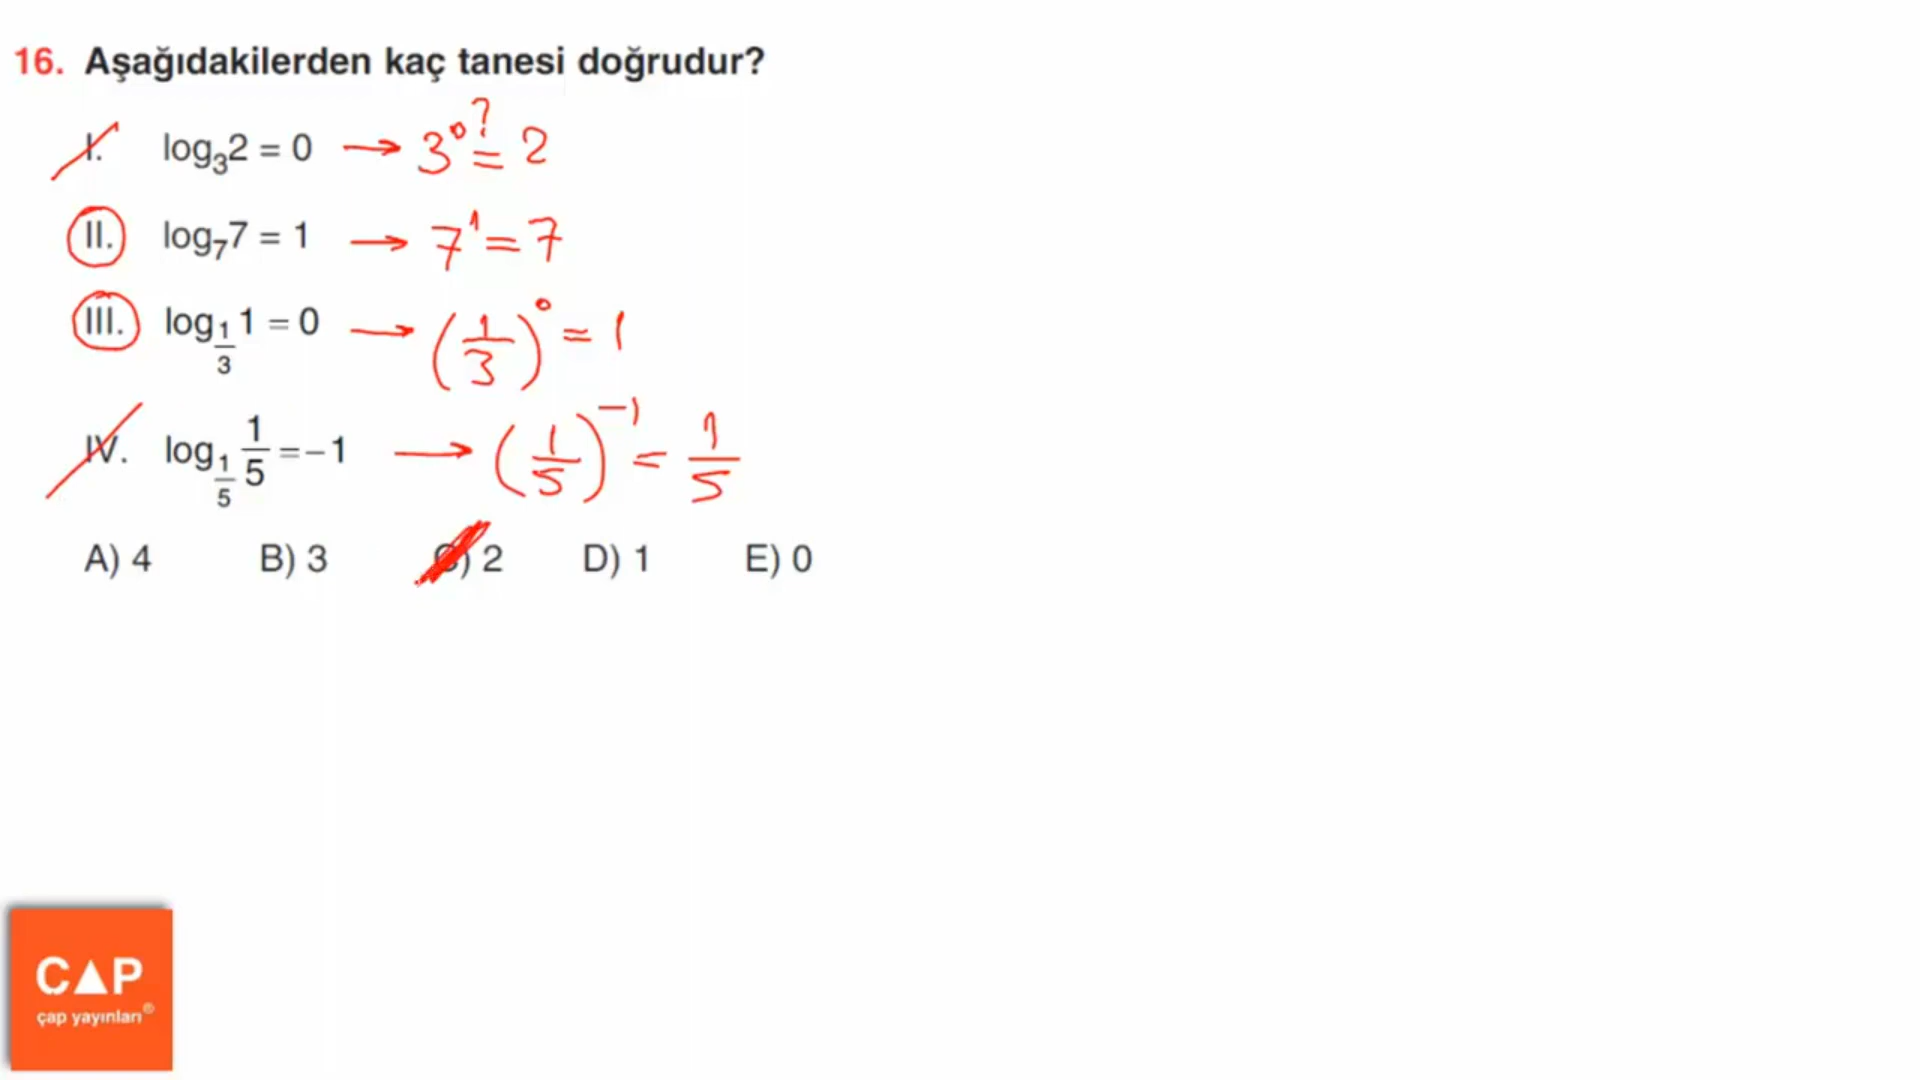 16. Aşağıdakilerden kaç tanesi doğrudur?
I. log₃2 = 0 → 3⁰ ≟ 2
II. log₇7 = 1 → 7¹ = 7
III. log_(1/3) 1 = 0 → (1/3)⁰ = 1
IV. log_(1/5) 1/5 = −1 → (1/5)⁻¹ = 1/5
A) 4 B) 3 C) 2 D) 1 E) 0
CAP
çap yayınları®